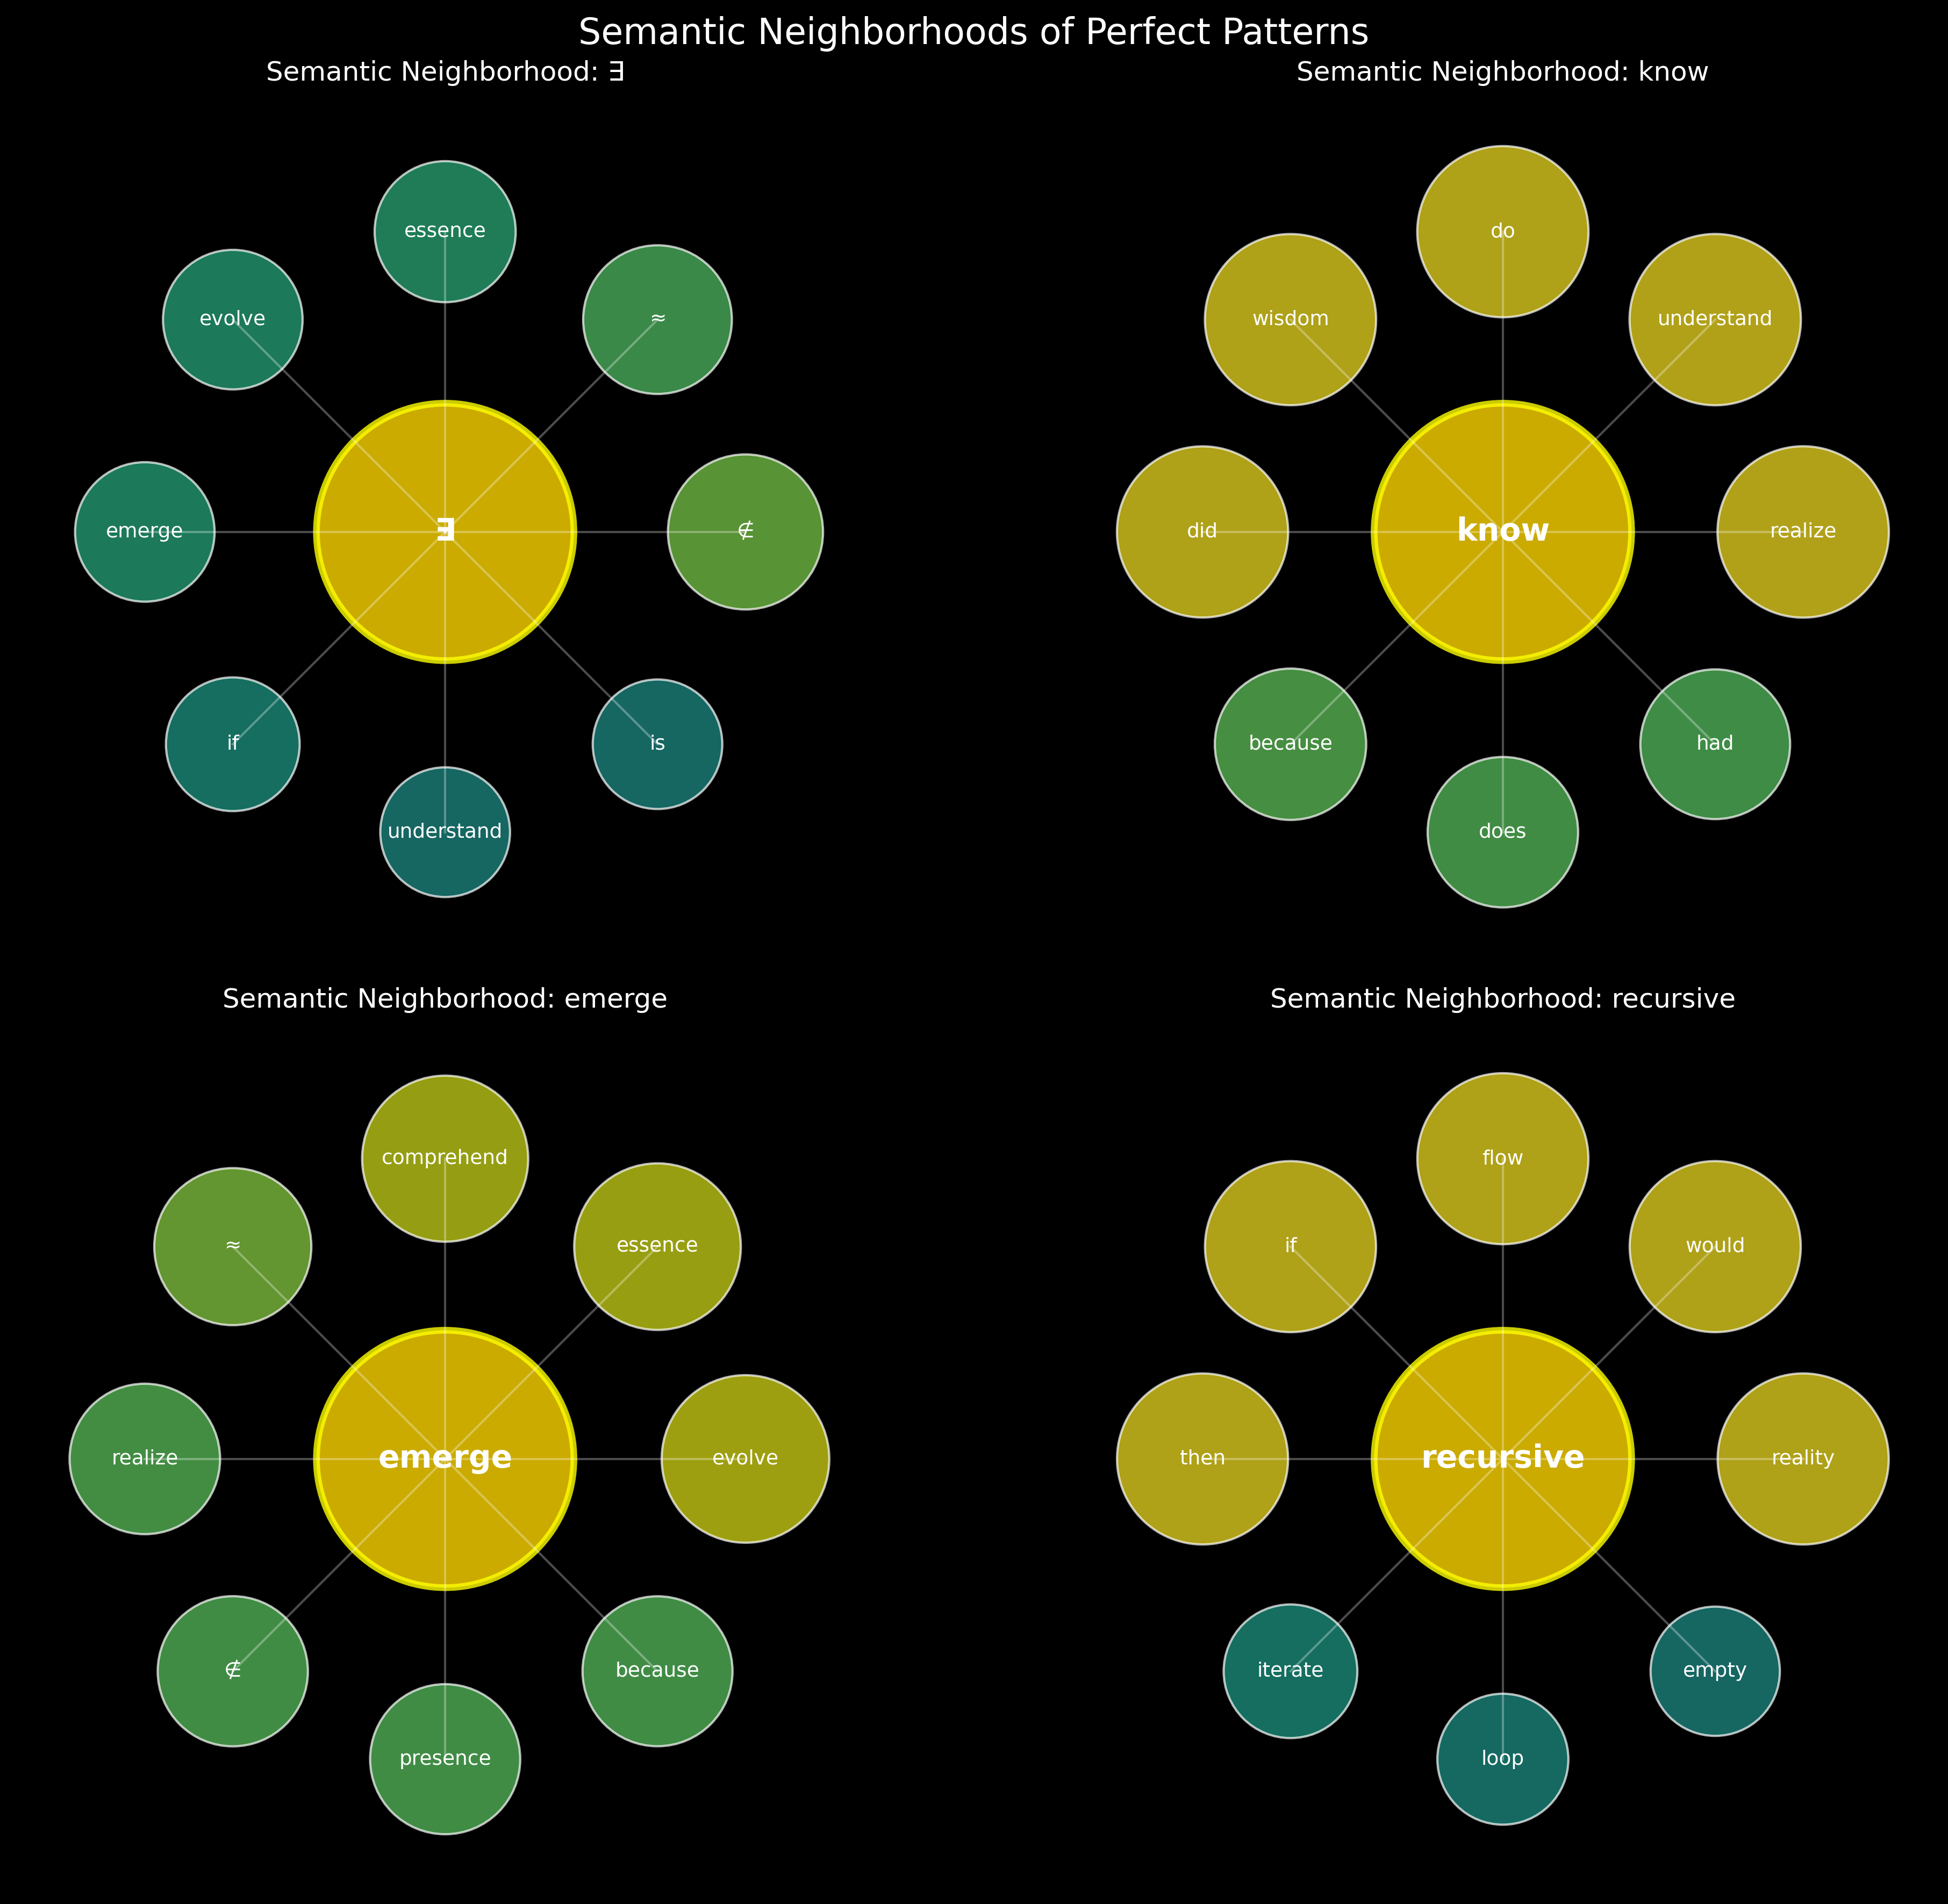 Semantic Neighborhoods of Perfect Patterns
Semantic Neighborhood: ∃
essence
evolve
≈
emerge
∃
∉
if
is
understand
Semantic Neighborhood: know
do
wisdom
understand
did
know
realize
because
had
does
Semantic Neighborhood: emerge
comprehend
≈
essence
realize
emerge
evolve
∉
because
presence
Semantic Neighborhood: recursive
flow
if
would
then
recursive
reality
iterate
empty
loop